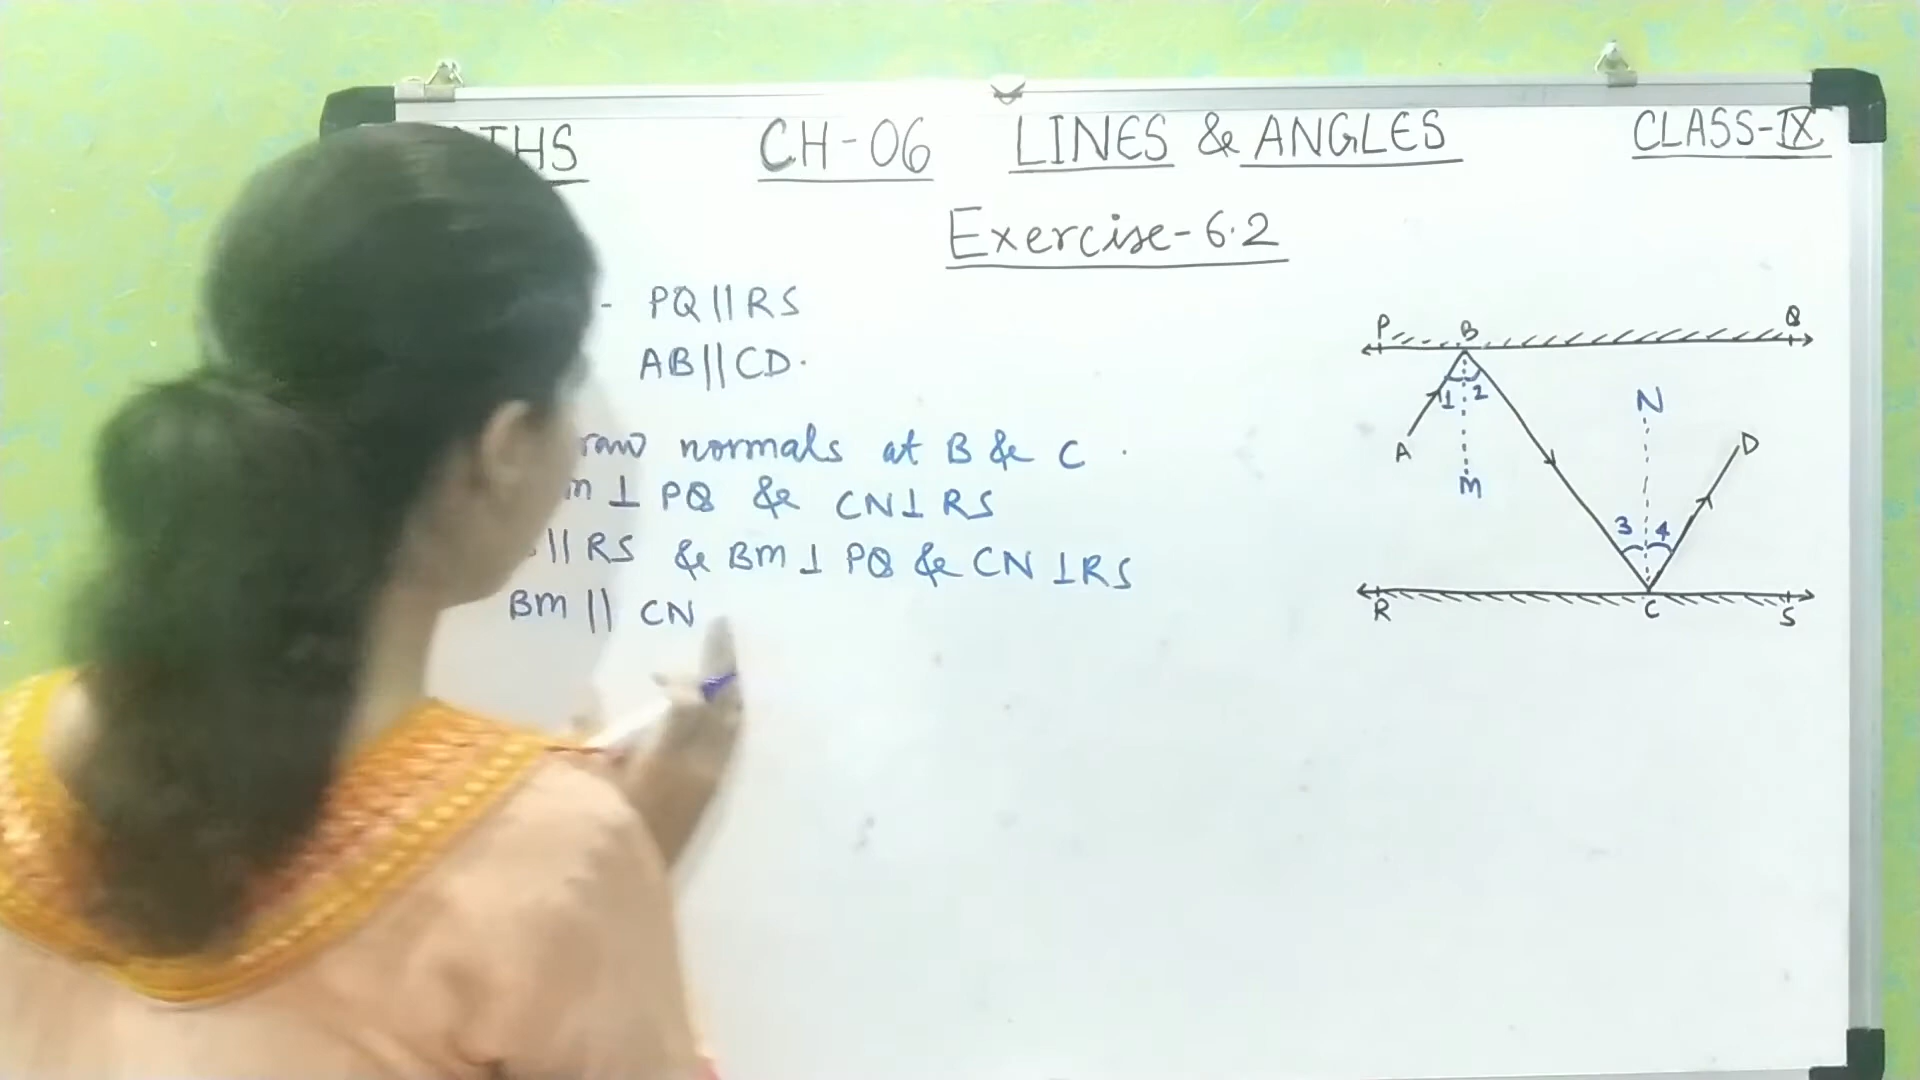 THS CH-06 LINES & ANGLES CLASS-IX
Exercise-6.2
- PQ || RS
AB || CD.
raw normals at B & C.
m ⊥ PQ & CN ⊥ RS
|| RS & BM ⊥ PQ & CN ⊥ RS
BM || CN
P B Q
1 2
A
M
N
D
3 4
R C S